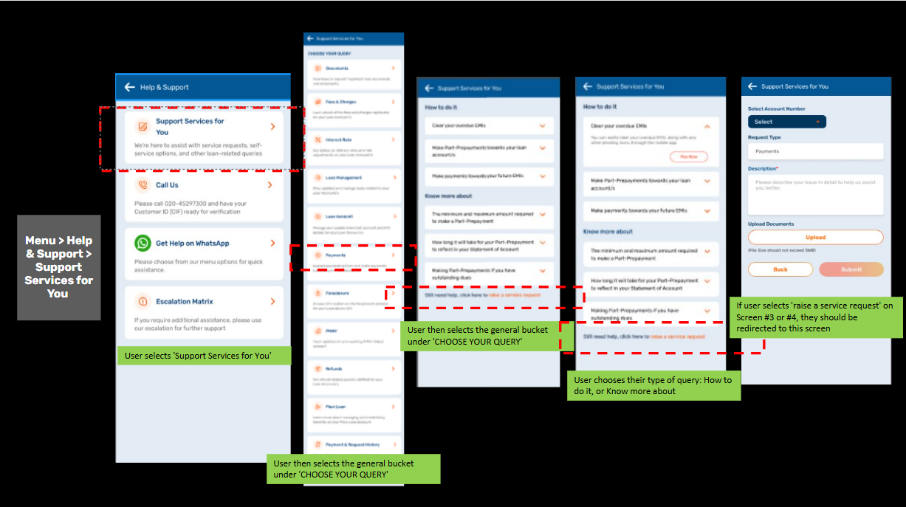 Menu > Help
& Support >
Support
Services for
You
Help & Support
Support Services for
You
We're here to assist with service requests, self-
service options, and other loan-related queries
Call Us
Please call 020-45297300 and have your
Customer ID (CIF) ready for verification
Get Help on WhatsApp
Please choose from our menu options for quick
assistance.
Escalation Matrix
If you require additional assistance, please use
our escalation for further support
User selects 'Support Services for You'
Support Services for You
CHOOSE YOUR QUERY
Documents
Fees & Charges
Interest Rate
Loan Management
Loan Account
Payments
Foreclosure
Refunds
Payment & Request History
User then selects the general bucket
under 'CHOOSE YOUR QUERY'
Support Services for You
How to do it
Clear your overdue EMIs
Make Part-Prepayments towards your loan
account/s
Make payments towards your future EMIs
Know more about
The minimum and maximum amount required
to make a Part-Prepayment
How long it will take for your Part-Prepayment
to reflect in your Statement of Account
Making Part-Prepayments if you have
outstanding dues
Still need help, click here to raise a service request
User then selects the general bucket
under 'CHOOSE YOUR QUERY'
Support Services for You
How to do it
Clear your overdue EMIs
You can easily clear your overdue EMIs, along with any
other pending dues, through the mobile app
Pay Now
Make Part-Prepayments towards your loan
account/s
Make payments towards your future EMIs
Know more about
The minimum and maximum amount required
to make a Part-Prepayment
How long it will take for your Part-Prepayment
to reflect in your Statement of Account
Making Part-Prepayments if you have
outstanding dues
Still need help, click here to raise a service request
User chooses their type of query: How to
do it, or Know more about
Support Services for You
Select Account Number
Select
Request Type
Payments
Description*
Please describe your issue in detail to help us assist
you better.
Upload Documents
Upload
(File Size should not exceed 5MB)
Back
Submit
If user selects 'raise a service request' on
Screen #3 or #4, they should be
redirected to this screen